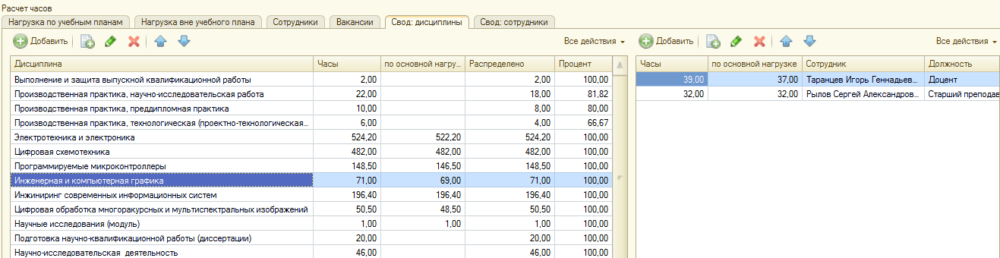 Расчет часов
Нагрузка по учебным планам Нагрузка вне учебного плана Сотрудники Вакансии Свод: дисциплины Свод: сотрудники
Добавить Все действия Добавить Все действия
Дисциплина Часы по основной нагру... Распределено Процент Часы по основной нагрузке Сотрудник Должность
Выполнение и защита выпускной квалификационной работы 2,00 2,00 100,00 39,00 37,00 Таранцев Игорь Геннадьев... Доцент
Производственная практика, научно-исследовательская работа 22,00 18,00 81,82 32,00 32,00 Рылов Сергей Александров... Старший преподав
Производственная практика, преддипломная практика 10,00 8,00 80,00
Производственная практика, технологическая (проектно-технологическая... 6,00 4,00 66,67
Электротехника и электроника 524,20 522,20 524,20 100,00
Цифровая схемотехника 482,00 482,00 482,00 100,00
Программируемые микроконтроллеры 148,50 146,50 148,50 100,00
Инженерная и компьютерная графика 71,00 69,00 71,00 100,00
Инжиниринг современных информационных систем 196,40 196,40 196,40 100,00
Цифровая обработка многоракурсных и мультиспектральных изображений 50,50 48,50 50,50 100,00
Научные исследования (модуль) 1,00 1,00 1,00 100,00
Подготовка научно-квалификационной работы (диссертации) 20,00 20,00 100,00
Научно-исследовательская деятельность 46,00 46,00 100,00